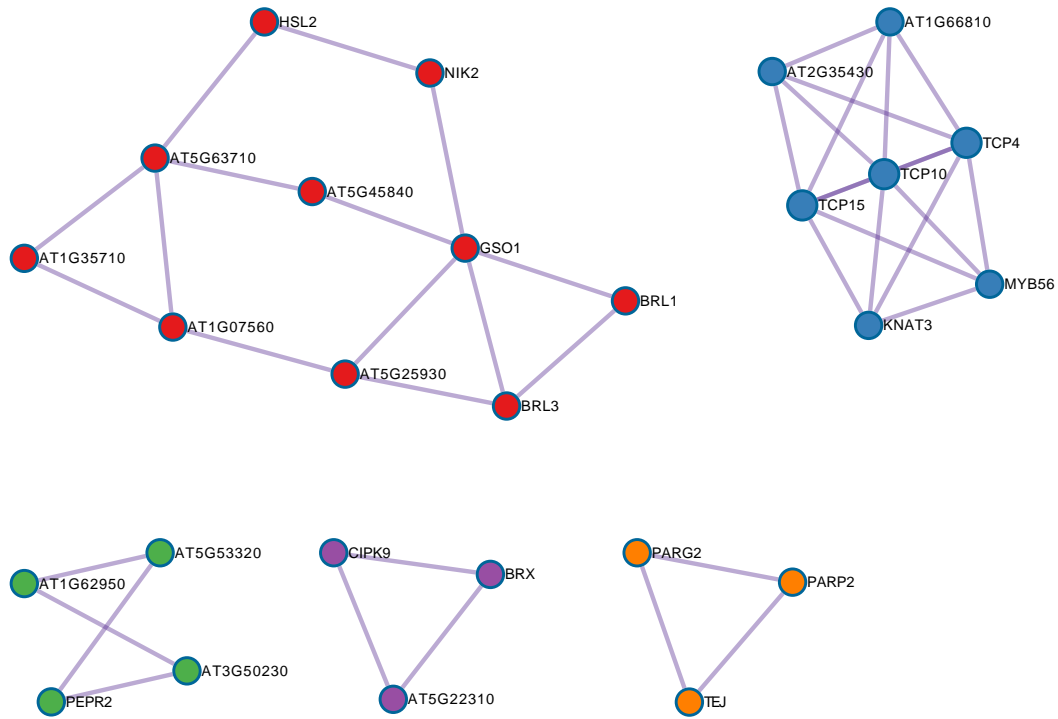 HSL2
NIK2
AT5G63710
AT5G45840
GSO1
AT1G35710
BRL1
AT1G07560
AT5G25930
BRL3
AT1G66810
AT2G35430
TCP4
TCP10
TCP15
MYB56
KNAT3
AT5G53320
AT1G62950
AT3G50230
PEPR2
CIPK9
BRX
AT5G22310
PARG2
PARP2
TEJ